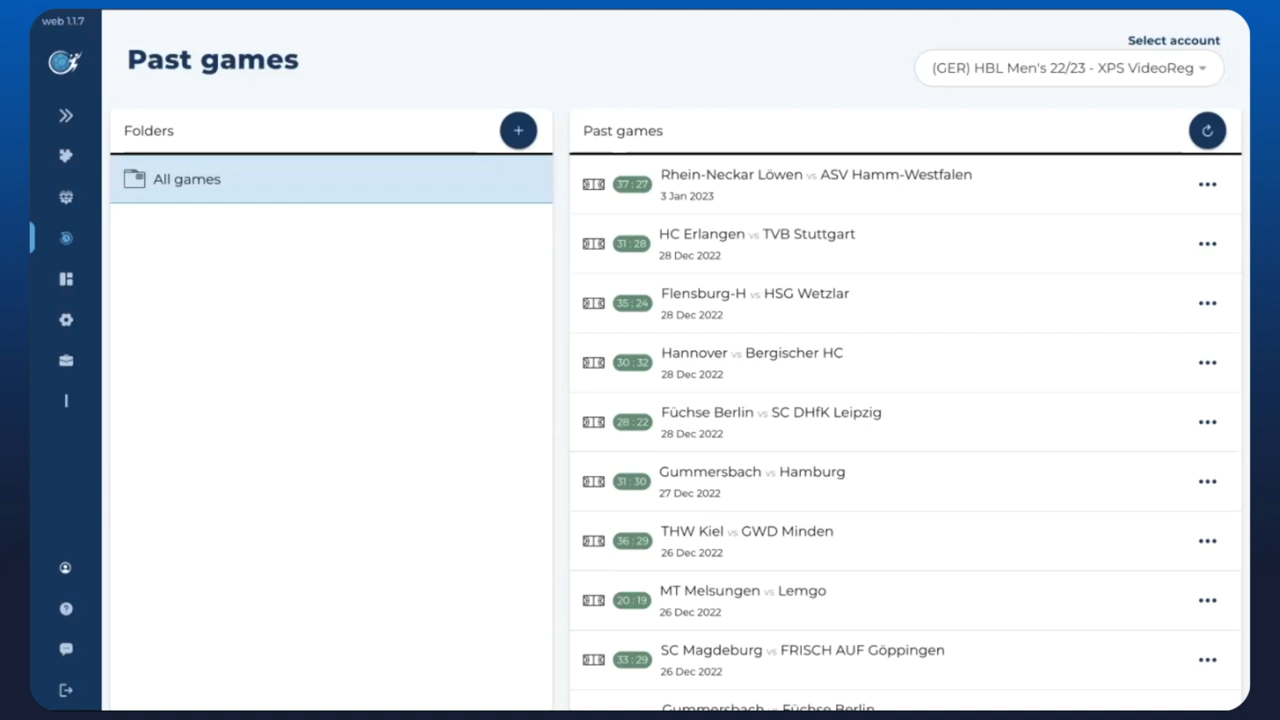 web 1.1.7
Past games
Select account
(GER) HBL Men's 22/23 - XPS VideoReg
Folders
All games
Past games
37 : 27
Rhein-Neckar Löwen vs ASV Hamm-Westfalen
3 Jan 2023
31 : 28
HC Erlangen vs TVB Stuttgart
28 Dec 2022
35 : 24
Flensburg-H vs HSG Wetzlar
28 Dec 2022
30 : 32
Hannover vs Bergischer HC
28 Dec 2022
28 : 22
Füchse Berlin vs SC DHfK Leipzig
28 Dec 2022
31 : 30
Gummersbach vs Hamburg
27 Dec 2022
36 : 29
THW Kiel vs GWD Minden
26 Dec 2022
20 : 19
MT Melsungen vs Lemgo
26 Dec 2022
33 : 29
SC Magdeburg vs FRISCH AUF Göppingen
26 Dec 2022
Gummersbach vs Füchse Berlin